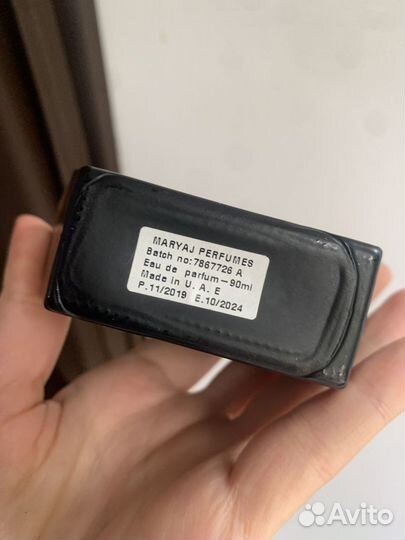 MARYAJ PERFUMES
Batch no:7867726 A
Eau de parfum-90ml
Made in U. A. E
P.11/2019 E.10/2024
Avito